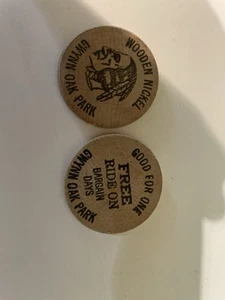 WOODEN NICKEL
GWYNN OAK PARK
GOOD FOR ONE
FREE
RIDE ON
BARGAIN
DAYS
GWYNN OAK PARK